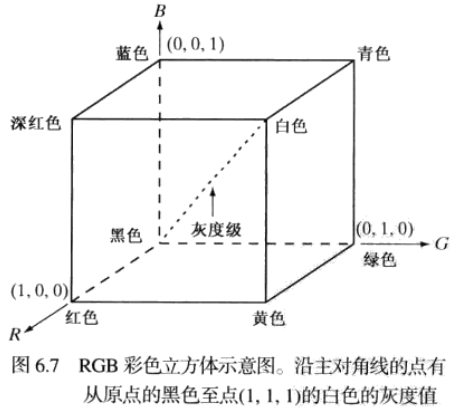 B
蓝色
(0, 0, 1)
青色
深红色
白色
黑色
灰度级
(0, 1, 0)
G
绿色
(1, 0, 0)
R
红色
黄色
图 6.7 RGB 彩色立方体示意图。沿主对角线的点有
从原点的黑色至点(1, 1, 1)的白色的灰度值